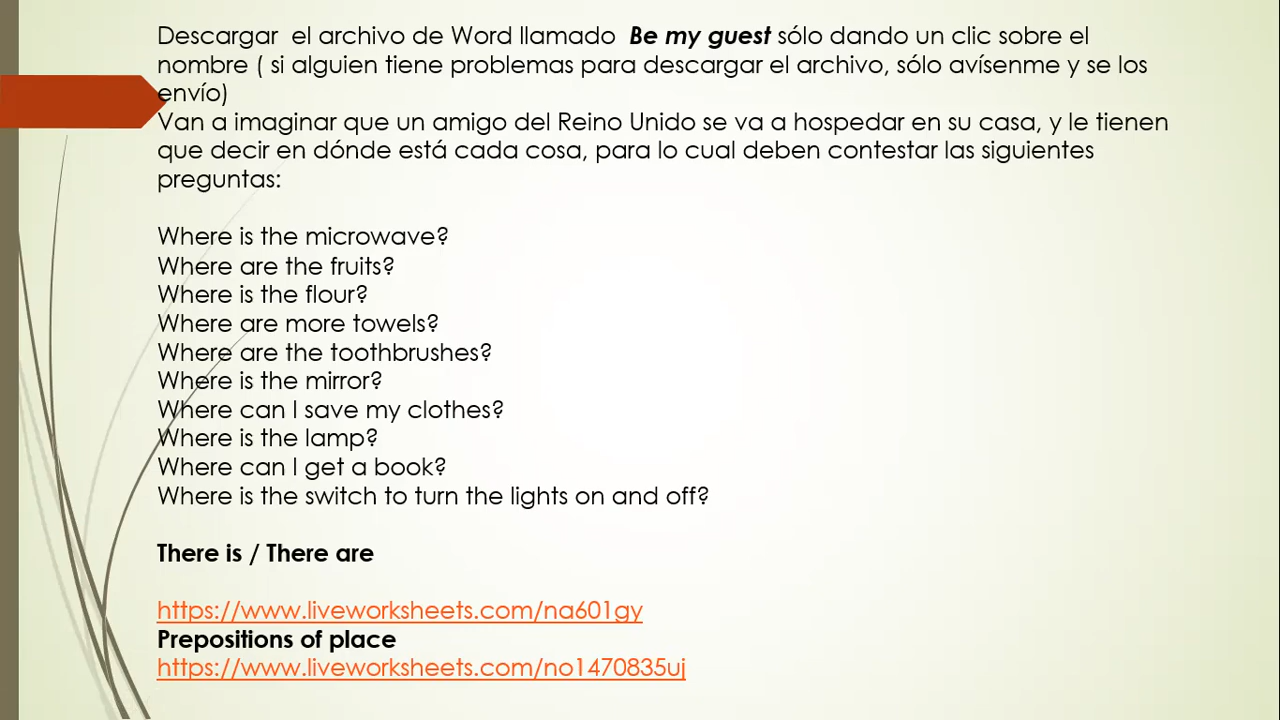 Descargar  el archivo de Word llamado  Be my guest sólo dando un clic sobre el
nombre ( si alguien tiene problemas para descargar el archivo, sólo avísenme y se los
envío)
Van a imaginar que un amigo del Reino Unido se va a hospedar en su casa, y le tienen
que decir en dónde está cada cosa, para lo cual deben contestar las siguientes
preguntas:
Where is the microwave?
Where are the fruits?
Where is the flour?
Where are more towels?
Where are the toothbrushes?
Where is the mirror?
Where can I save my clothes?
Where is the lamp?
Where can I get a book?
Where is the switch to turn the lights on and off?
There is / There are
https://www.liveworksheets.com/na601gy
Prepositions of place
https://www.liveworksheets.com/no1470835uj